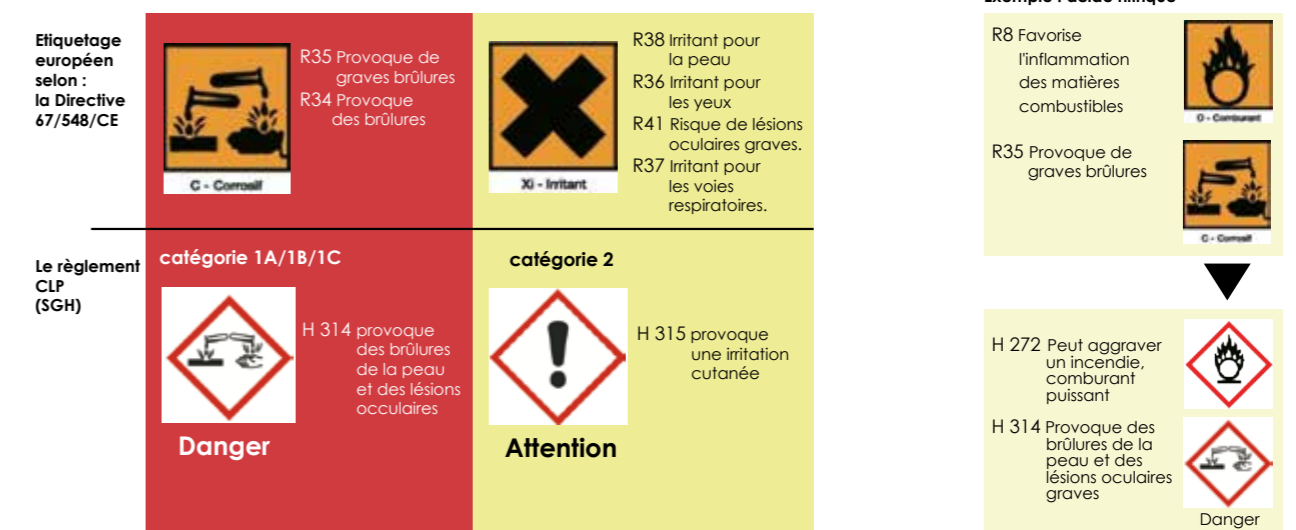 Etiquetage
européen
selon :
la Directive
67/548/CE
C - Corrosif
R35 Provoque de
graves brûlures
R34 Provoque
des brûlures
Xi - Irritant
R38 Irritant pour
la peau
R36 Irritant pour
les yeux
R41 Risque de lésions
oculaires graves.
R37 Irritant pour
les voies
respiratoires.
Le règlement
CLP
(SGH)
catégorie 1A/1B/1C
H 314 provoque
des brûlures
de la peau
et des lésions
occulaires
Danger
catégorie 2
H 315 provoque
une irritation
cutanée
Attention
R8 Favorise
l'inflammation
des matières
combustibles
O - Comburant
R35 Provoque de
graves brûlures
C - Corrosif
H 272 Peut aggraver
un incendie,
comburant
puissant
H 314 Provoque des
brûlures de la
peau et des
lésions oculaires
graves
Danger